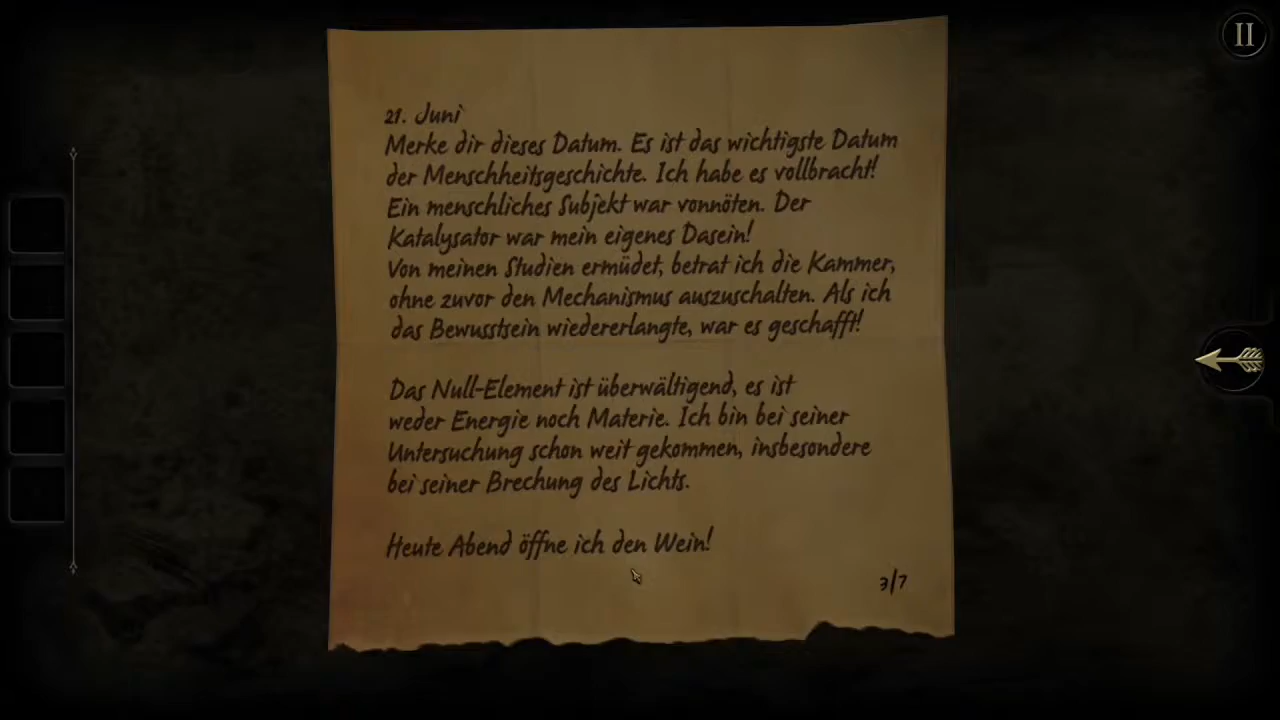 21. Juni
Merke dir dieses Datum. Es ist das wichtigste Datum
der Menschheitsgeschichte. Ich habe es vollbracht!
Ein menschliches Subjekt war vonnöten. Der
Katalysator war mein eigenes Dasein!
Von meinen Studien ermüdet, betrat ich die Kammer,
ohne zuvor den Mechanismus auszuschalten. Als ich
das Bewusstsein wiedererlangte, war es geschafft!
Das Null-Element ist überwältigend, es ist
weder Energie noch Materie. Ich bin bei seiner
Untersuchung schon weit gekommen, insbesondere
bei seiner Brechung des Lichts.
Heute Abend öffne ich den Wein!
3/7